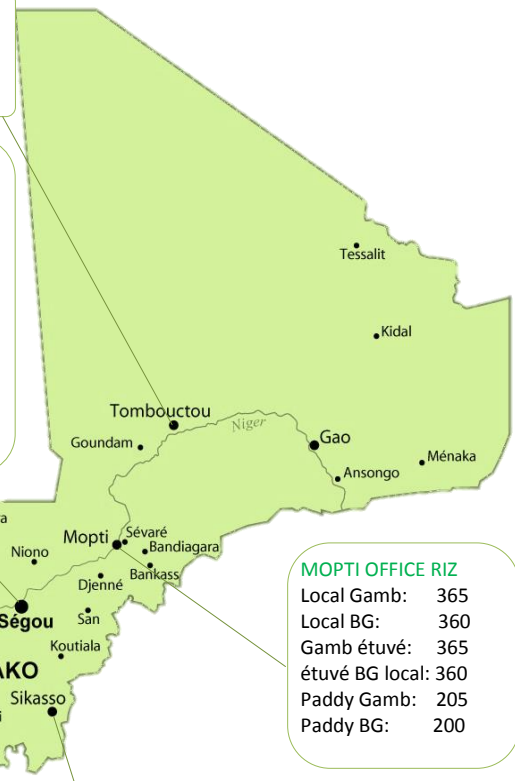 Tessalit
Kidal
Tombouctou
Niger
Goundam
Gao
Ménaka
Ansongo
Mopti
Sévaré
Bandiagara
Niono
Bankass
Djenné
Ségou
San
Koutiala
AKO
Sikasso
MOPTI OFFICE RIZ
Local Gamb: 365
Local BG: 360
Gamb étuvé: 365
étuvé BG local: 360
Paddy Gamb: 205
Paddy BG: 200